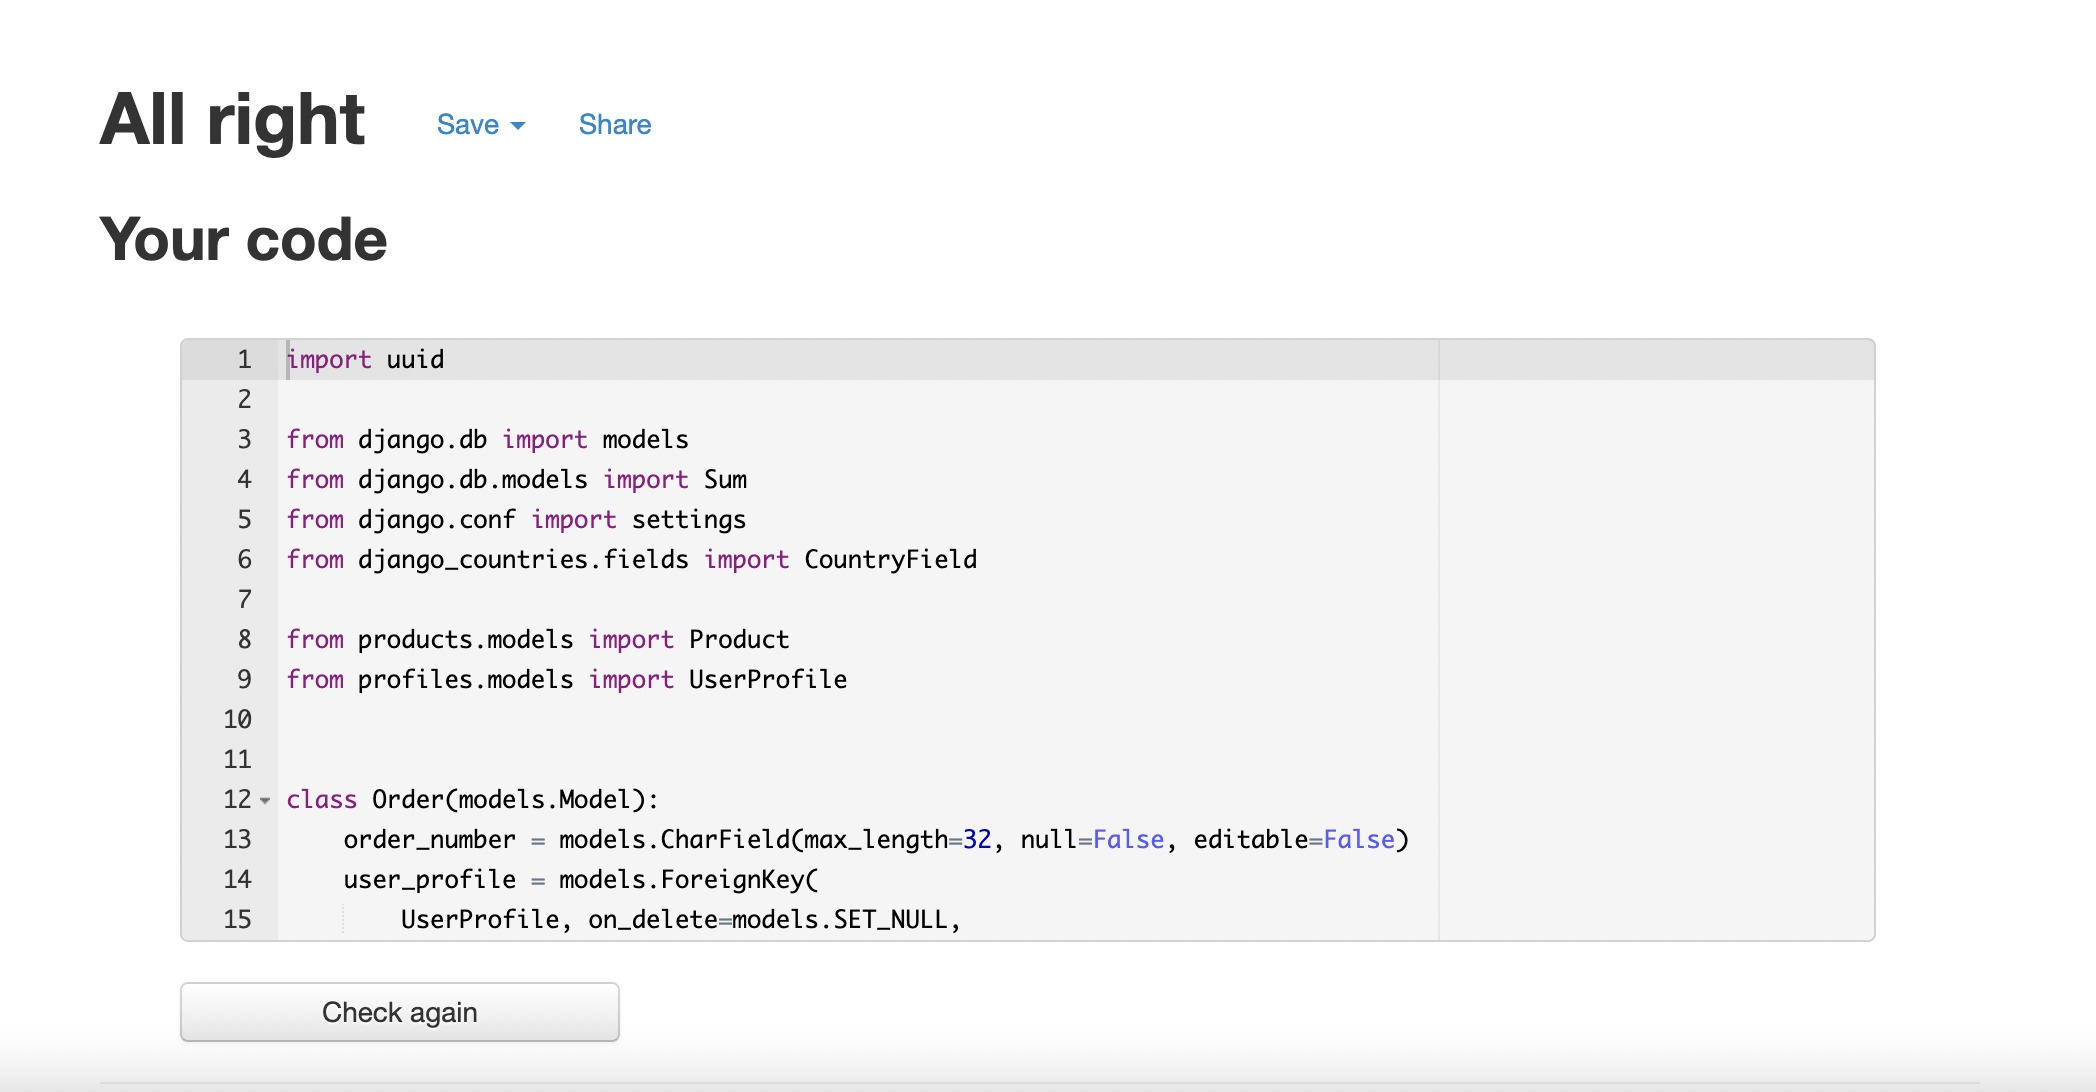 All right Save Share
Your code
1 import uuid
2
3 from django.db import models
4 from django.db.models import Sum
5 from django.conf import settings
6 from django_countries.fields import CountryField
7
8 from products.models import Product
9 from profiles.models import UserProfile
10
11
12 class Order(models.Model):
13     order_number = models.CharField(max_length=32, null=False, editable=False)
14     user_profile = models.ForeignKey(
15         UserProfile, on_delete=models.SET_NULL,
Check again